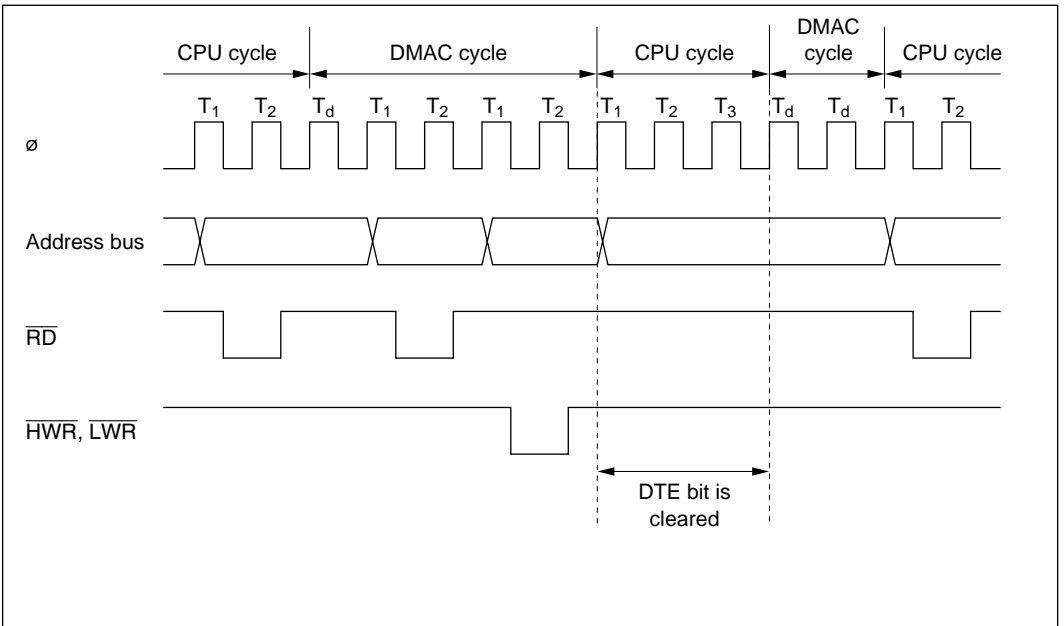 DMAC
CPU cycle DMAC cycle CPU cycle cycle CPU cycle
T1 T2 Td T1 T2 T1 T2 T1 T2 T3 Td Td T1 T2
ø
Address bus
RD
HWR, LWR
DTE bit is
cleared